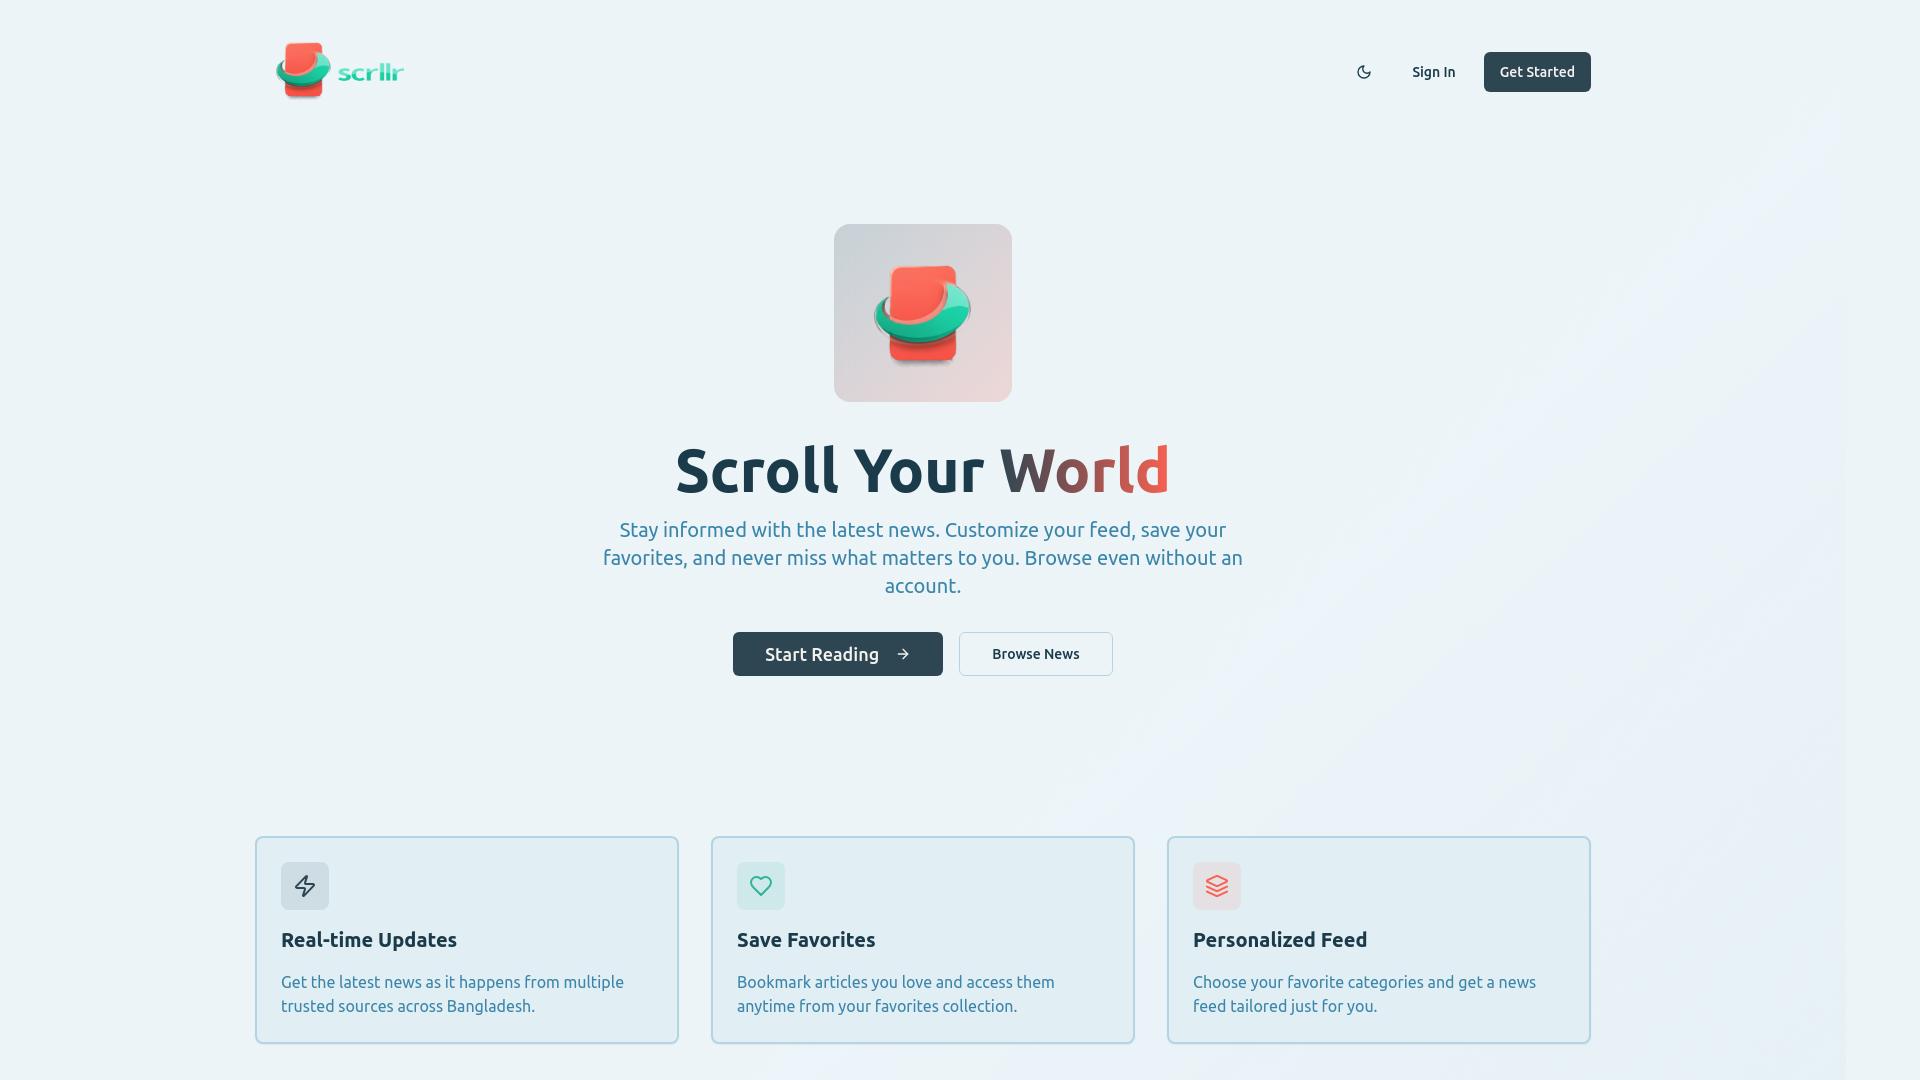 scrllr
Sign In
Get Started
Scroll Your World
Stay informed with the latest news. Customize your feed, save your
favorites, and never miss what matters to you. Browse even without an
account.
Start Reading
Browse News
Real-time Updates
Get the latest news as it happens from multiple
trusted sources across Bangladesh.
Save Favorites
Bookmark articles you love and access them
anytime from your favorites collection.
Personalized Feed
Choose your favorite categories and get a news
feed tailored just for you.